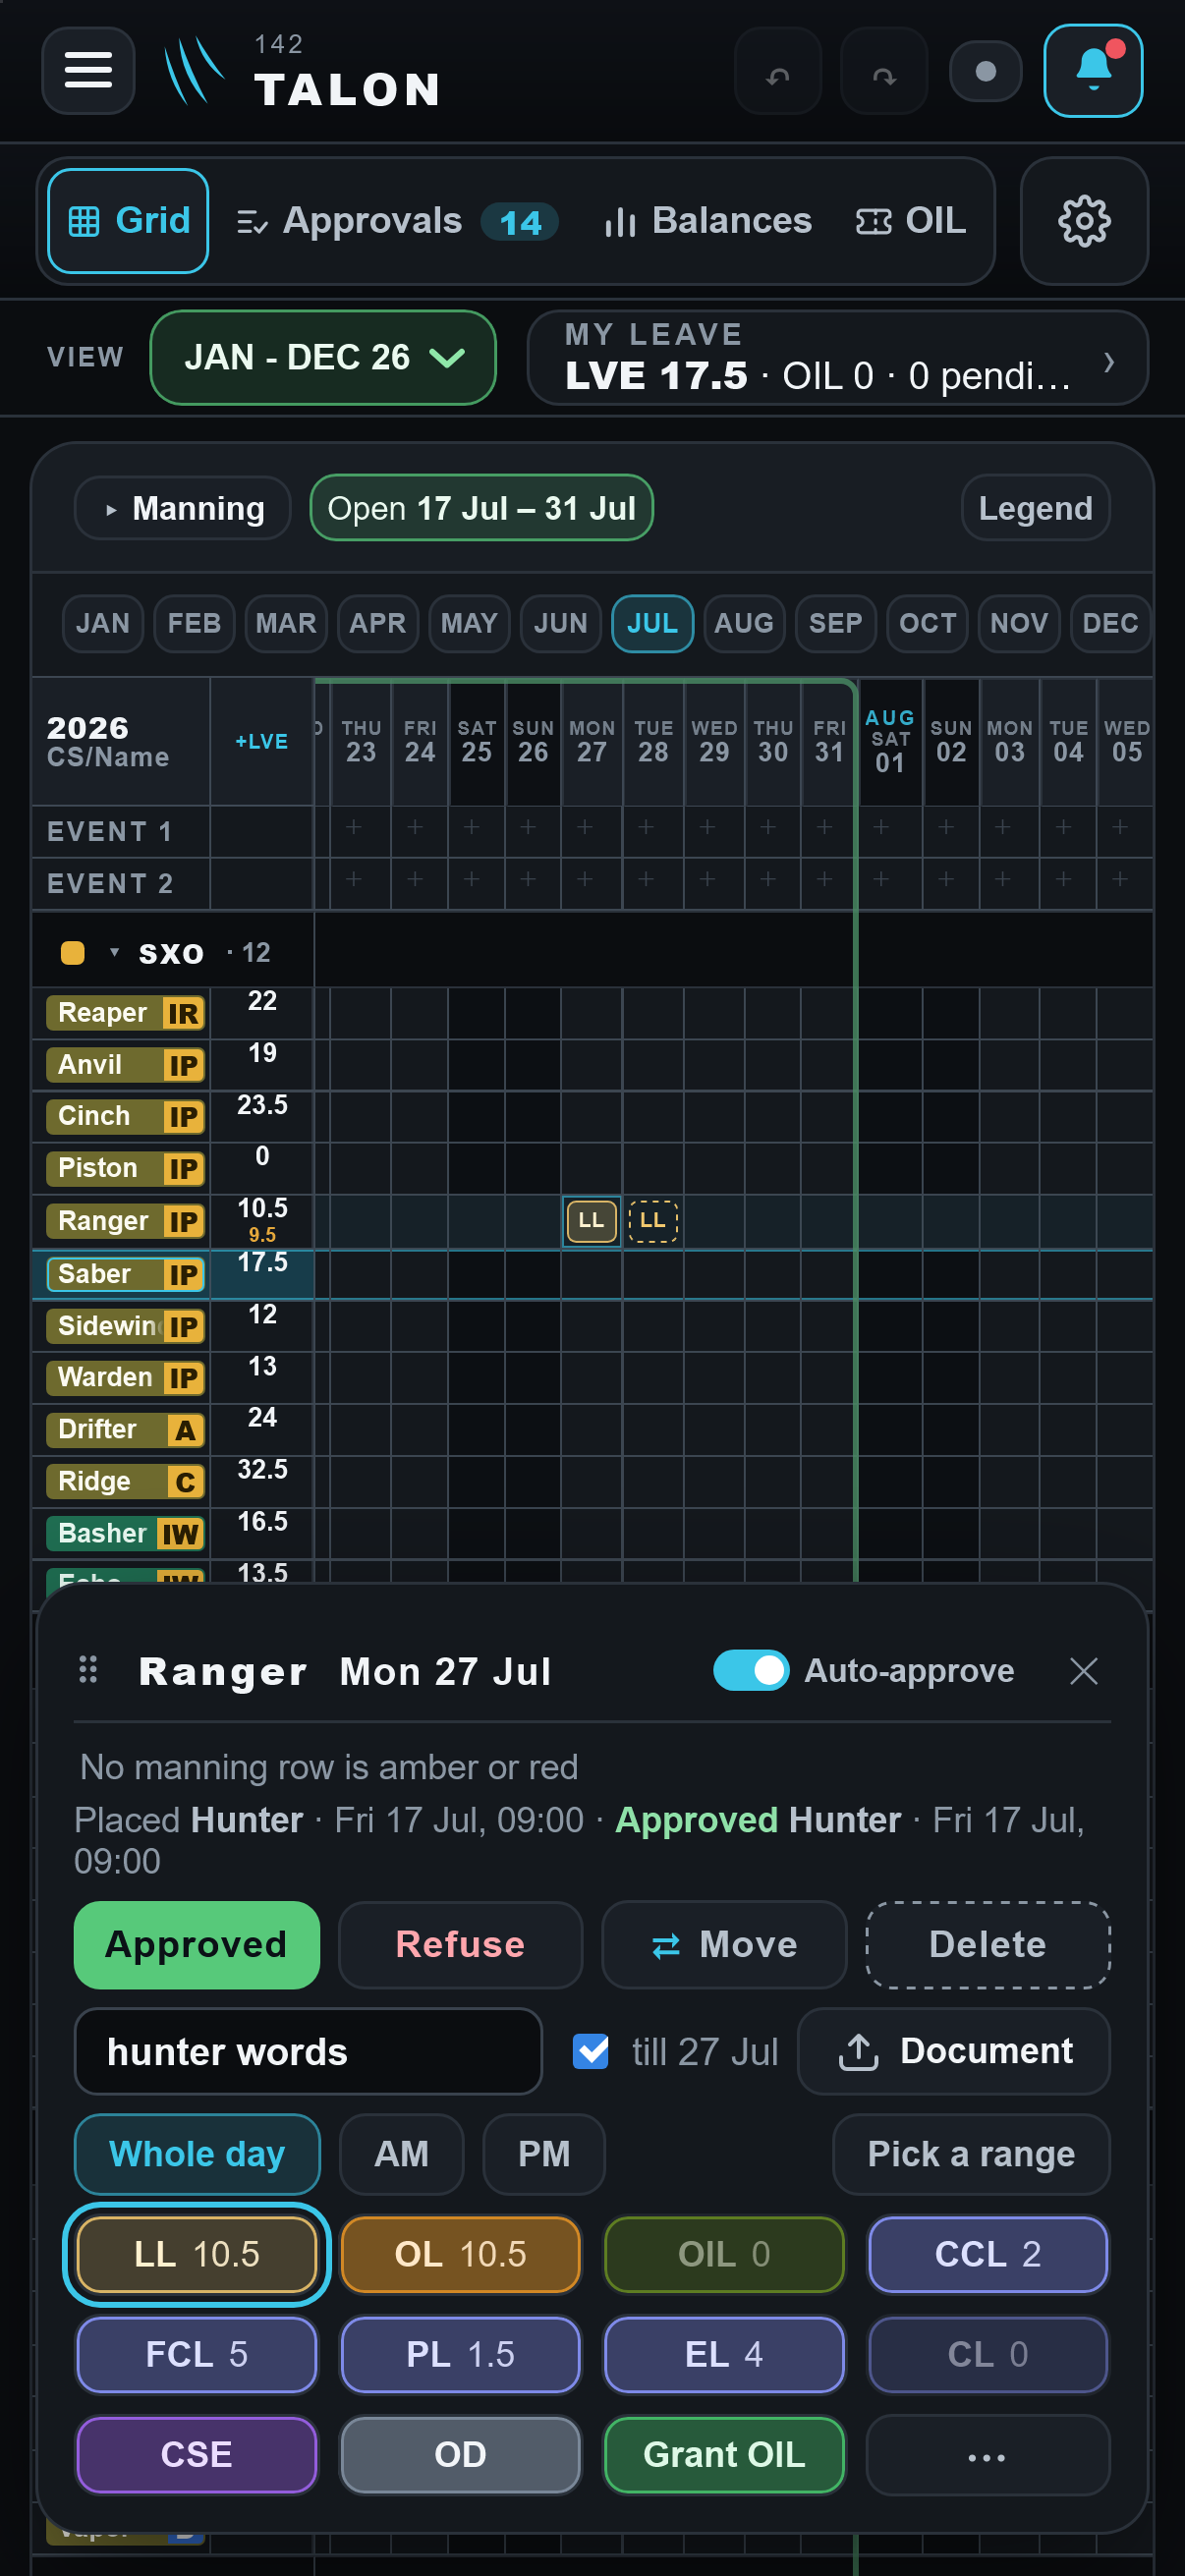 142
TALON
Grid
Approvals 14
Balances
OIL
VIEW
JAN - DEC 26
MY LEAVE
LVE 17.5 · OIL 0 · 0 pendi…
Manning
Open 17 Jul – 31 Jul
Legend
JAN FEB MAR APR MAY JUN JUL AUG SEP OCT NOV DEC
2026
CS/Name
+LVE
THU 23
FRI 24
SAT 25
SUN 26
MON 27
TUE 28
WED 29
THU 30
FRI 31
AUG SAT 01
SUN 02
MON 03
TUE 04
WED 05
EVENT 1 + + + + + + + + + + + + + +
EVENT 2 + + + + + + + + + + + + + +
SXO · 12
Reaper IR 22
Anvil IP 19
Cinch IP 23.5
Piston IP 0
Ranger IP 10.5 9.5 LL LL
Saber IP 17.5
Sidewin IP 12
Warden IP 13
Drifter A 24
Ridge C 32.5
Basher IW 16.5
13.5
Ranger Mon 27 Jul
Auto-approve
No manning row is amber or red
Placed Hunter · Fri 17 Jul, 09:00 · Approved Hunter · Fri 17 Jul,
09:00
Approved
Refuse
Move
Delete
hunter words
till 27 Jul
Document
Whole day
AM
PM
Pick a range
LL 10.5
OL 10.5
OIL 0
CCL 2
FCL 5
PL 1.5
EL 4
CL 0
CSE
OD
Grant OIL
...